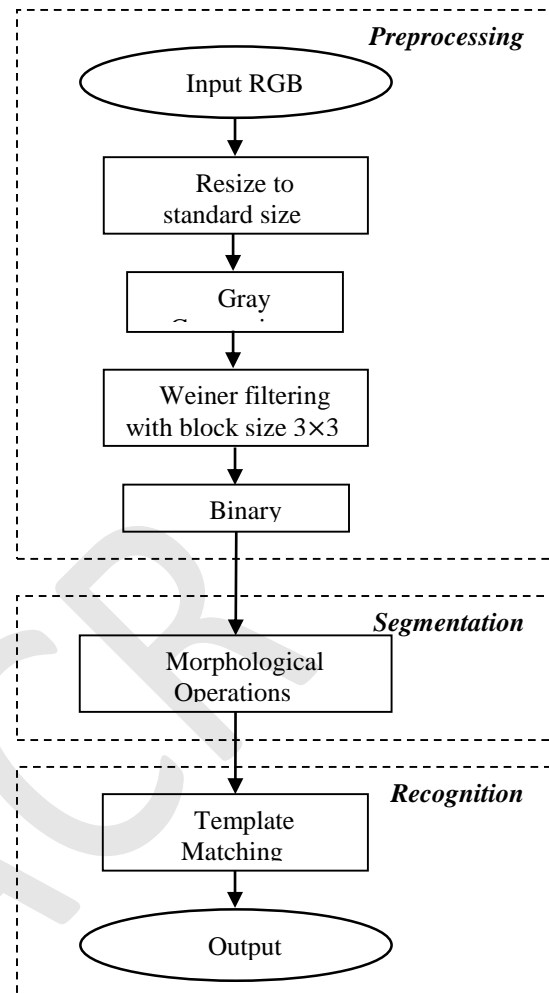 Preprocessing
Input RGB
Resize to
standard size
Gray
Weiner filtering
with block size 3×3
Binary
Segmentation
Morphological
Operations
Recognition
Template
Matching
Output